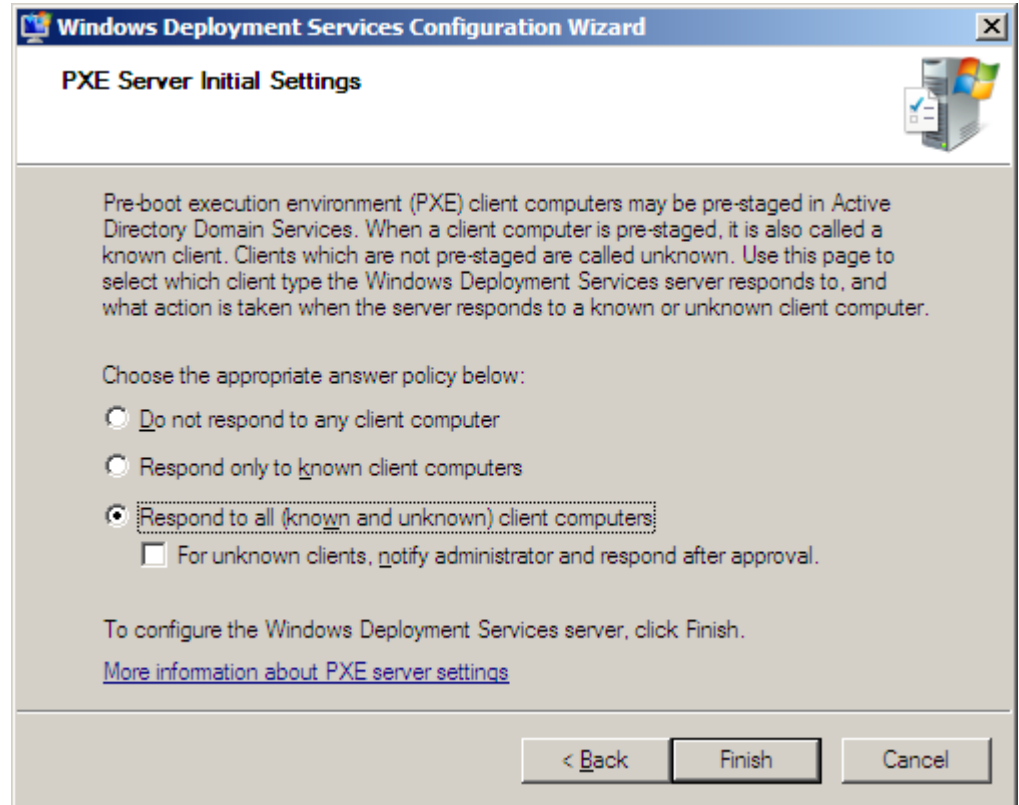 Windows Deployment Services Configuration Wizard
PXE Server Initial Settings
Pre-boot execution environment (PXE) client computers may be pre-staged in Active
Directory Domain Services. When a client computer is pre-staged, it is also called a
known client. Clients which are not pre-staged are called unknown. Use this page to
select which client type the Windows Deployment Services server responds to, and
what action is taken when the server responds to a known or unknown client computer.
Choose the appropriate answer policy below:
Do not respond to any client computer
Respond only to known client computers
Respond to all (known and unknown) client computers
For unknown clients, notify administrator and respond after approval.
To configure the Windows Deployment Services server, click Finish.
More information about PXE server settings
< Back Finish Cancel